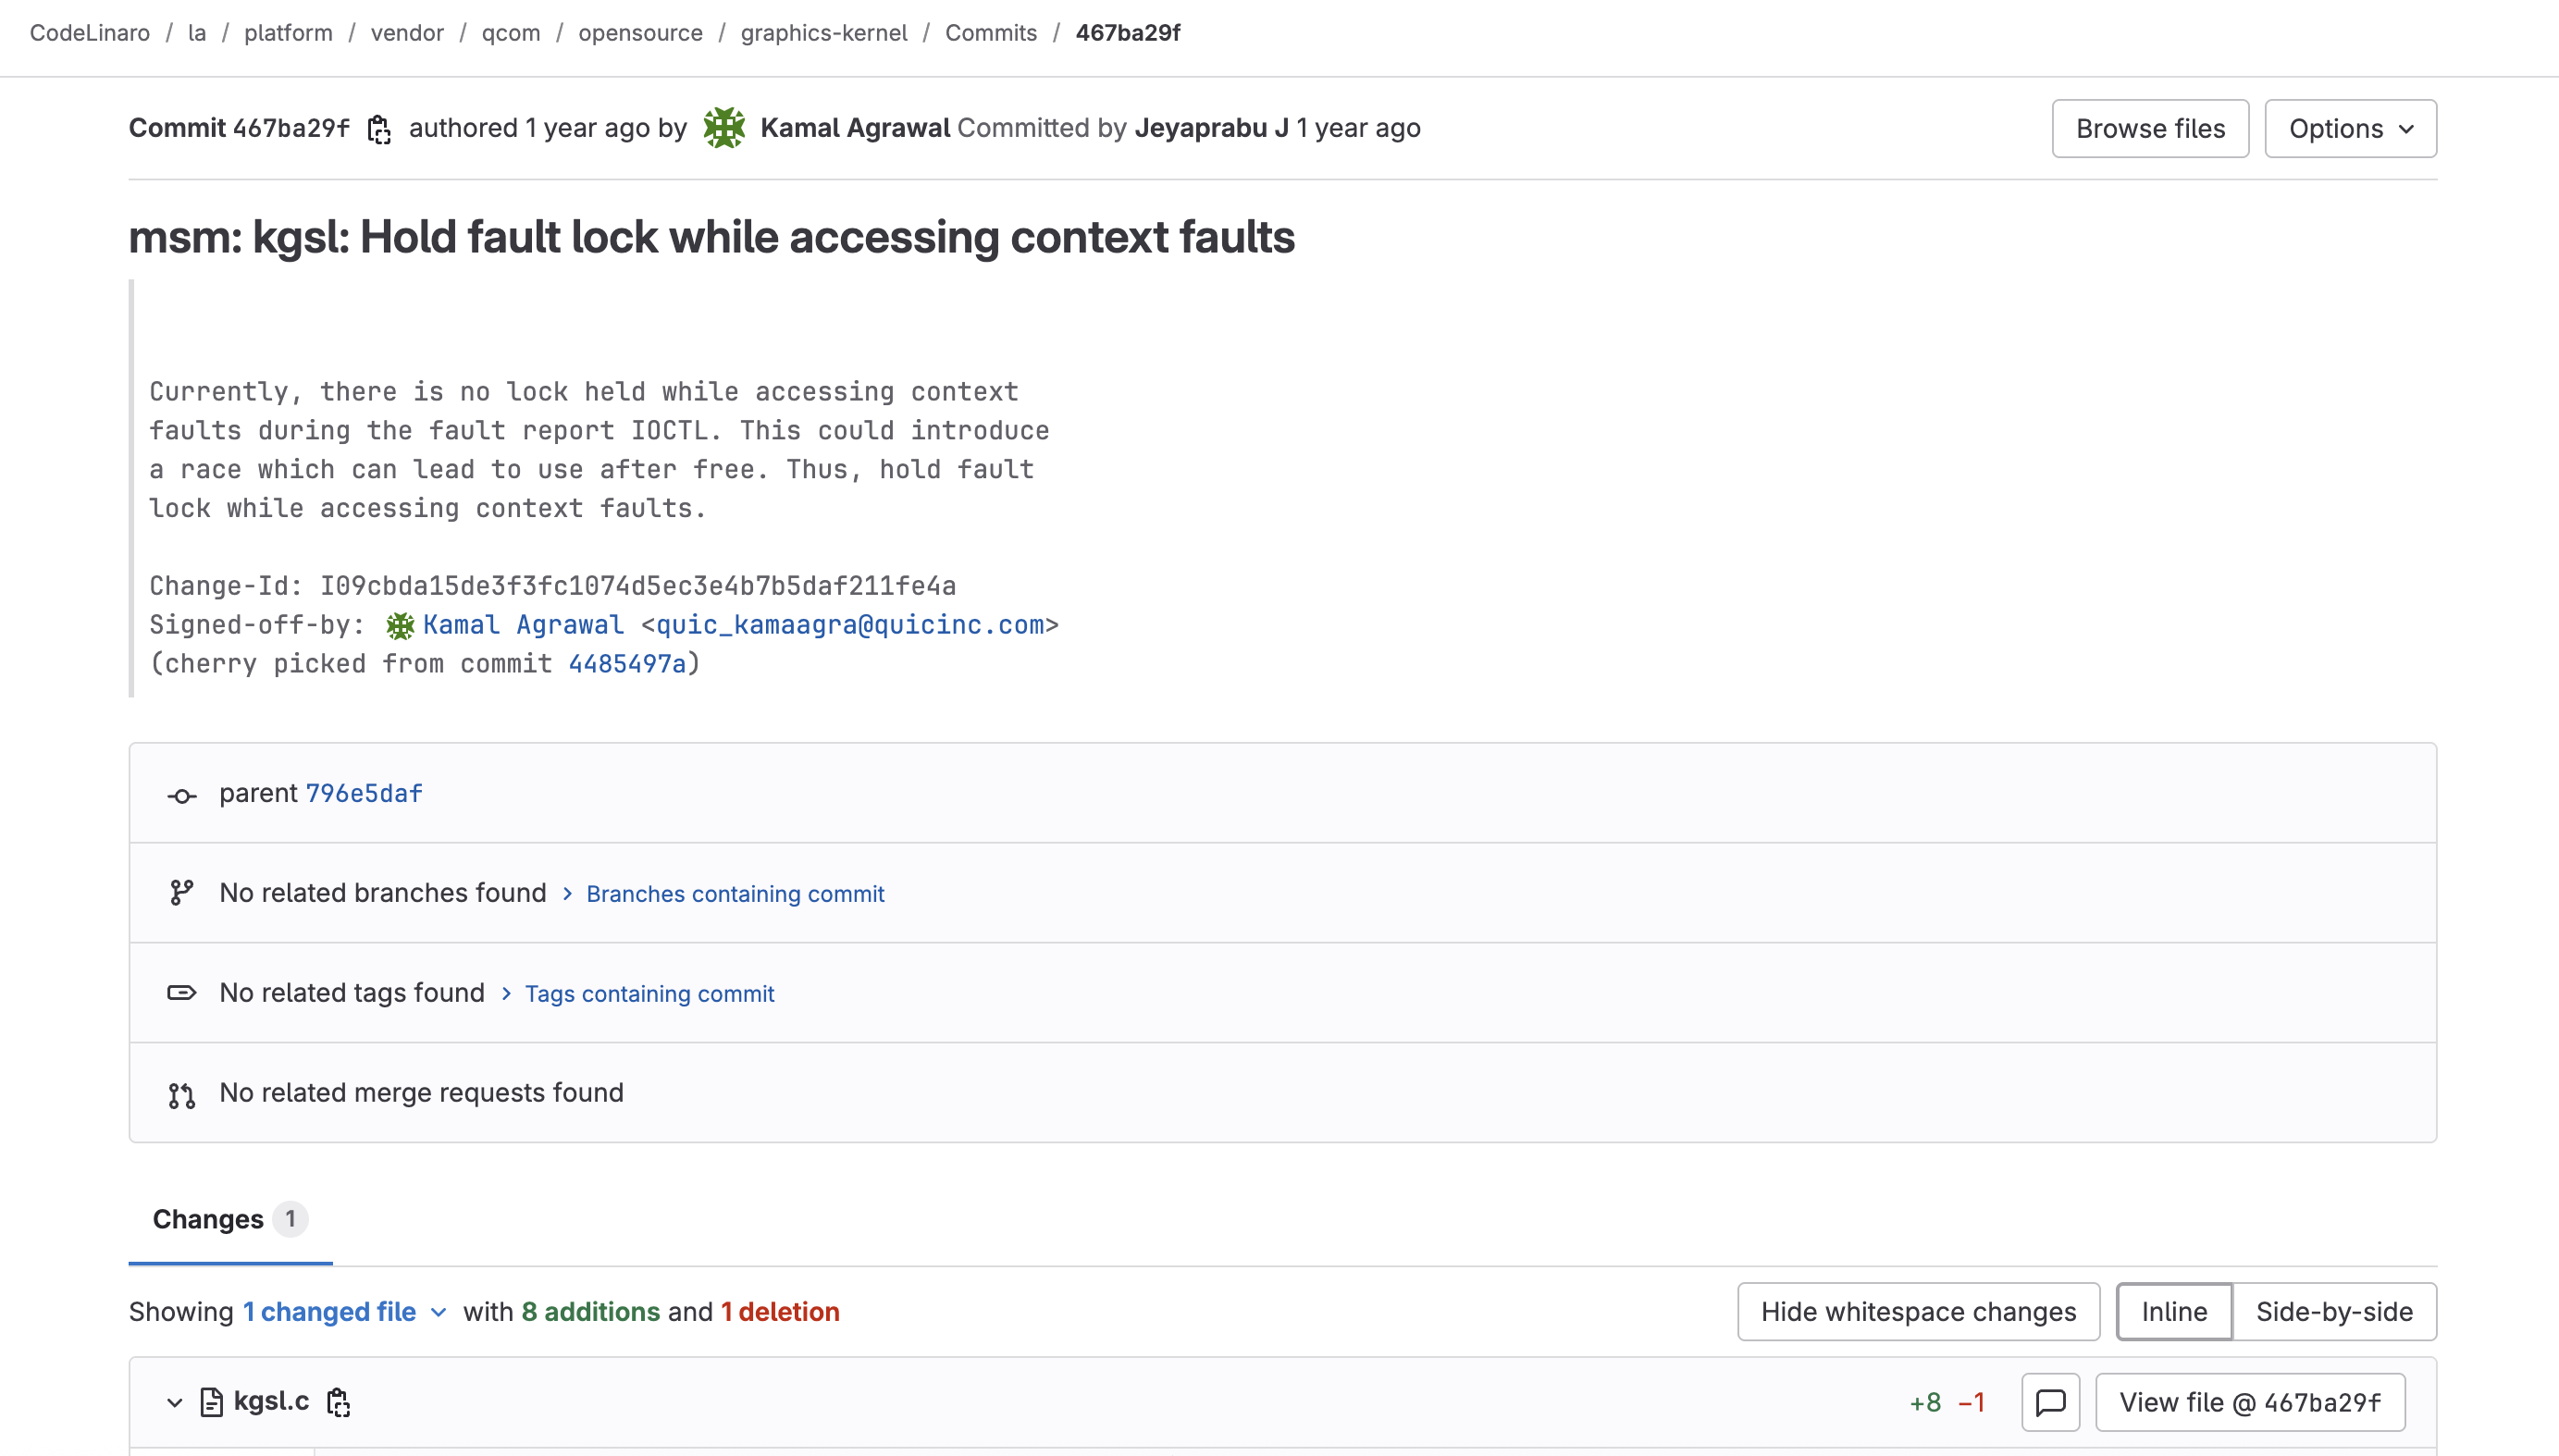 CodeLinaro / la / platform / vendor / qcom / opensource / graphics-kernel / Commits / 467ba29f
Commit 467ba29f authored 1 year ago by Kamal Agrawal Committed by Jeyaprabu J 1 year ago
Browse files
Options
msm: kgsl: Hold fault lock while accessing context faults
Currently, there is no lock held while accessing context
faults during the fault report IOCTL. This could introduce
a race which can lead to use after free. Thus, hold fault
lock while accessing context faults.
Change-Id: I09cbda15de3f3fc1074d5ec3e4b7b5daf211fe4a
Signed-off-by: Kamal Agrawal <quic_kamaagra@quicinc.com>
(cherry picked from commit 4485497a)
parent 796e5daf
No related branches found > Branches containing commit
No related tags found > Tags containing commit
No related merge requests found
Changes 1
Showing 1 changed file with 8 additions and 1 deletion
Hide whitespace changes
Inline
Side-by-side
kgsl.c
+8 −1
View file @ 467ba29f